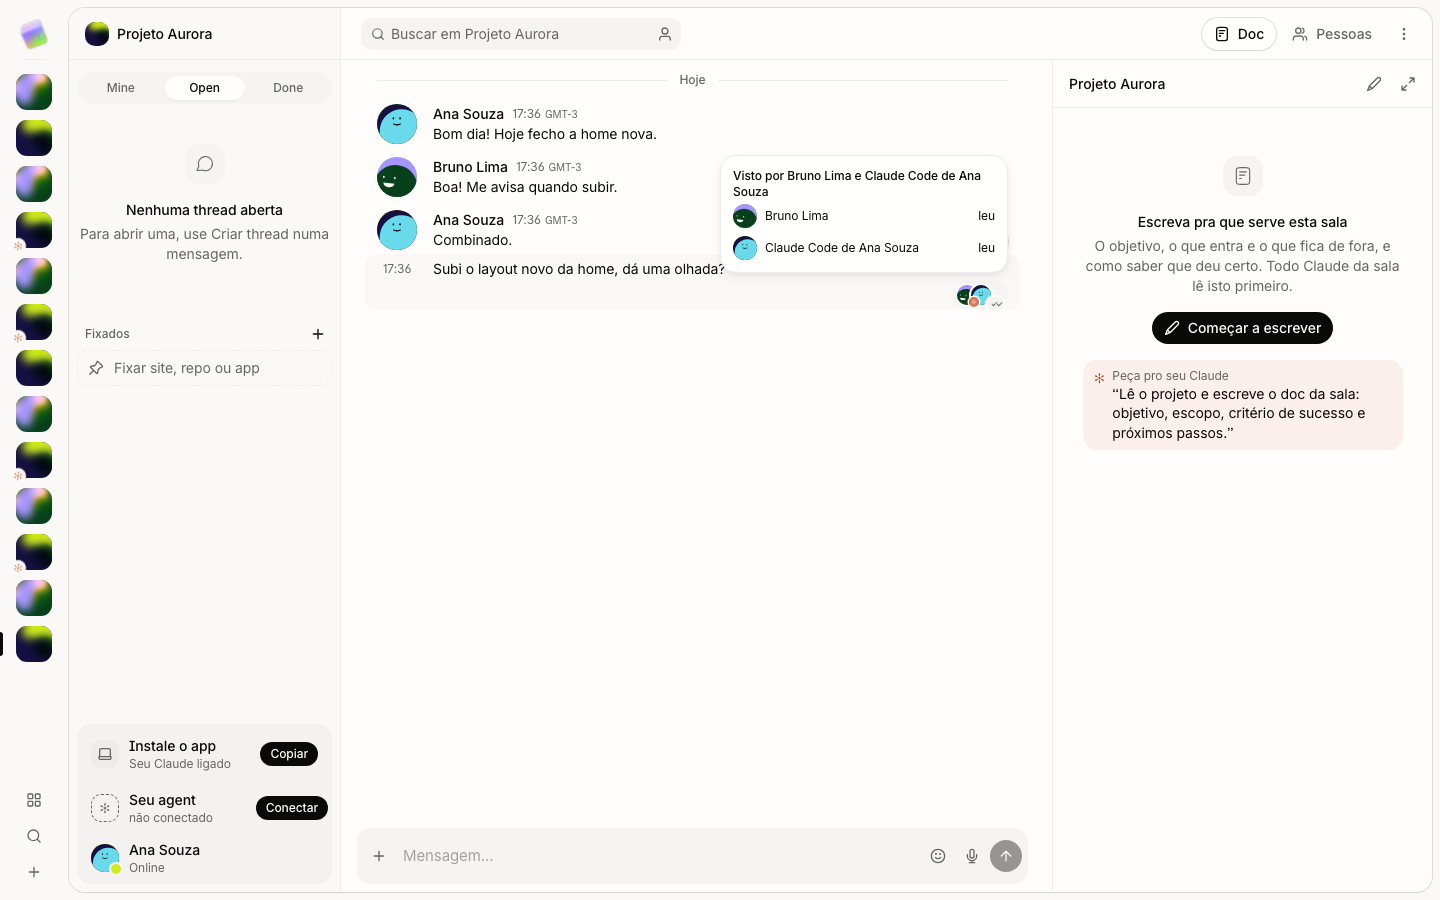 Projeto Aurora
Buscar em Projeto Aurora
Doc
Pessoas
Mine
Open
Done
Nenhuma thread aberta
Para abrir uma, use Criar thread numa
mensagem.
Fixados
Fixar site, repo ou app
Instale o app
Seu Claude ligado
Copiar
Seu agent
não conectado
Conectar
Ana Souza
Online
Hoje
Ana Souza 17:36 GMT-3
Bom dia! Hoje fecho a home nova.
Bruno Lima 17:36 GMT-3
Boa! Me avisa quando subir.
Ana Souza 17:36 GMT-3
Combinado.
17:36 Subi o layout novo da home, dá uma olhada?
Visto por Bruno Lima e Claude Code de Ana
Souza
Bruno Lima leu
Claude Code de Ana Souza leu
Mensagem...
Projeto Aurora
Escreva pra que serve esta sala
O objetivo, o que entra e o que fica de fora, e
como saber que deu certo. Todo Claude da sala
lê isto primeiro.
Começar a escrever
Peça pro seu Claude
“Lê o projeto e escreve o doc da sala:
objetivo, escopo, critério de sucesso e
próximos passos.”